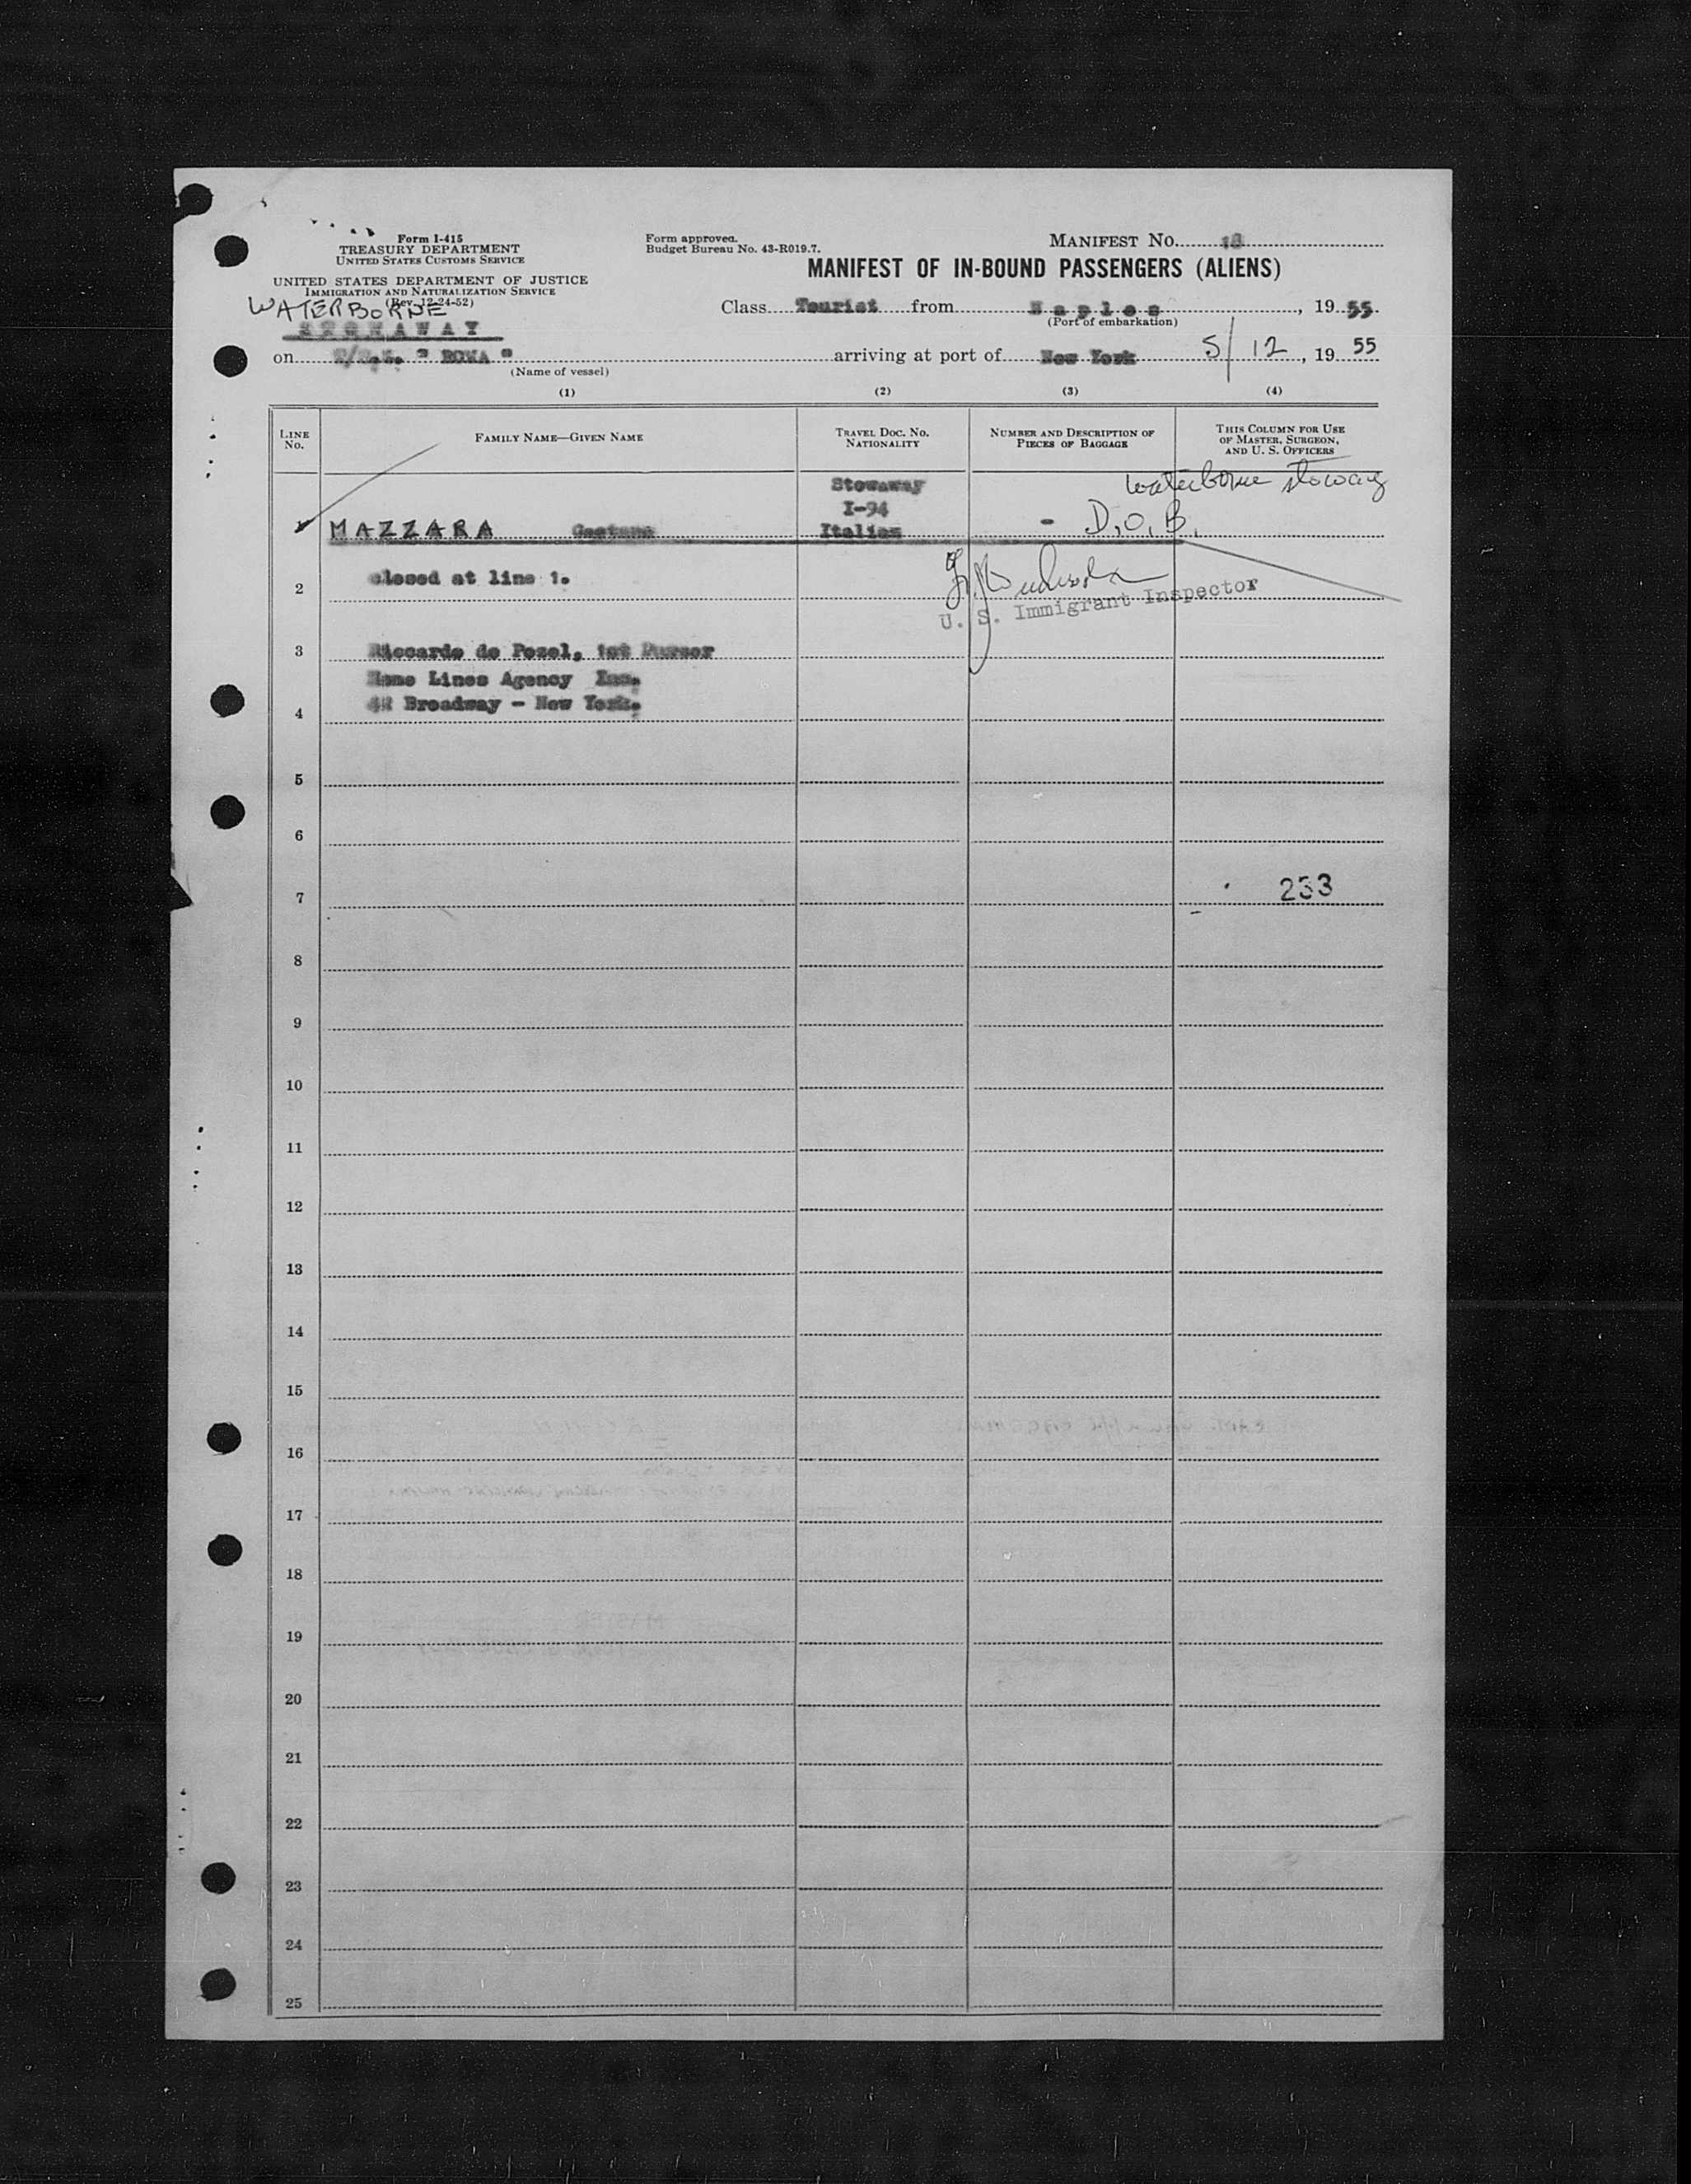 Form I-415
TREASURY DEPARTMENT
UNITED STATES CUSTOMS SERVICE
UNITED STATES DEPARTMENT OF JUSTICE
IMMIGRATION AND NATURALIZATION SERVICE
(Rev. 12-24-52)
Form approved.
Budget Bureau No. 43-R019.7.
MANIFEST No. 18
MANIFEST OF IN-BOUND PASSENGERS (ALIENS)
WATERBORNE
STOWAWAY
Class Tourist from Naples, 19 55
(Port of embarkation)
on " ROMA " arriving at port of New York 5/12, 19 55
(Name of vessel)
(1) (2) (3) (4)
LINE No.
FAMILY NAME—GIVEN NAME
TRAVEL DOC. NO. NATIONALITY
NUMBER AND DESCRIPTION OF PIECES OF BAGGAGE
THIS COLUMN FOR USE OF MASTER, SURGEON, AND U. S. OFFICERS
Stowaway waterborne stoway
I-94
MAZZARA Gaetano Italian - D.O.B.
2 closed at line 1.
U. S. Immigrant Inspector
3 Riccardo de Pozel, 1st Purser
Home Lines Agency Inc.
4 42 Broadway - New York.
5
6
7 233
8
9
10
11
12
13
14
15
16
17
18
19
20
21
22
23
24
25